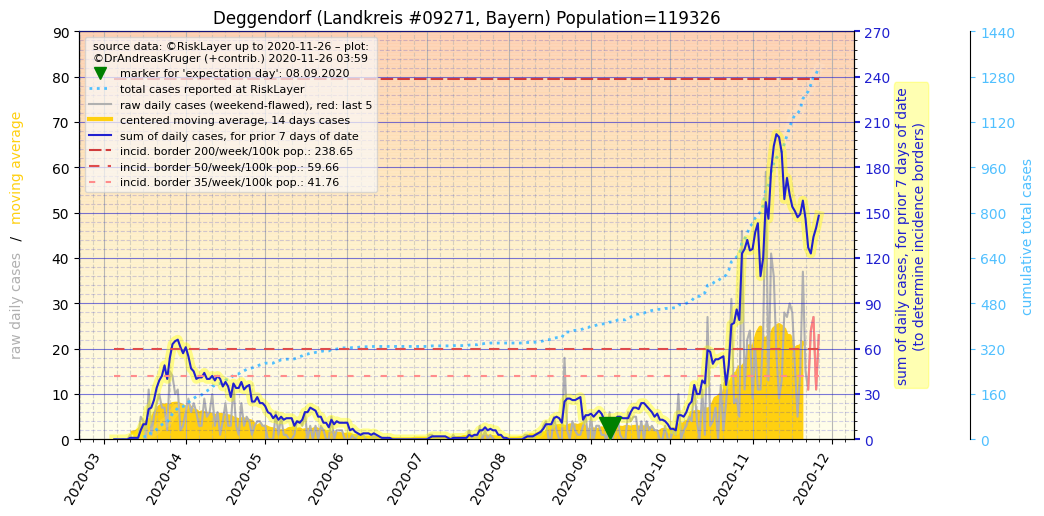 Deggendorf (Landkreis #09271, Bayern) Population=119326
source data: ©RiskLayer up to 2020-11-26 – plot:
©DrAndreasKruger (+contrib.) 2020-11-26 03:59
marker for 'expectation day': 08.09.2020
total cases reported at RiskLayer
raw daily cases (weekend-flawed), red: last 5
centered moving average, 14 days cases
sum of daily cases, for prior 7 days of date
incid. border 200/week/100k pop.: 238.65
incid. border 50/week/100k pop.: 59.66
incid. border 35/week/100k pop.: 41.76
raw daily cases / moving average
90
80
70
60
50
40
30
20
10
0
2020-03
2020-04
2020-05
2020-06
2020-07
2020-08
2020-09
2020-10
2020-11
2020-12
270
240
210
180
150
120
90
60
30
0
sum of daily cases, for prior 7 days of date
(to determine incidence borders)
1440
1280
1120
960
800
640
480
320
160
0
cumulative total cases